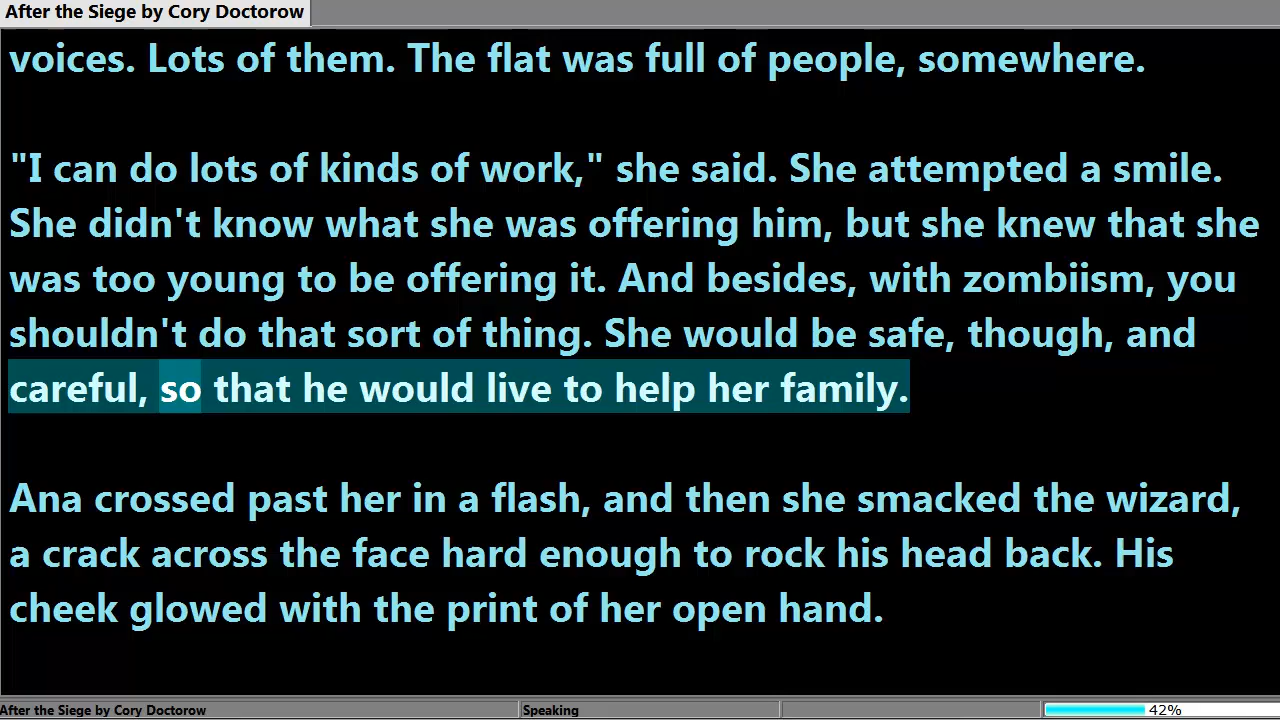 After the Siege by Cory Doctorow
voices. Lots of them. The flat was full of people, somewhere.
"I can do lots of kinds of work," she said. She attempted a smile.
She didn't know what she was offering him, but she knew that she
was too young to be offering it. And besides, with zombiism, you
shouldn't do that sort of thing. She would be safe, though, and
careful, so that he would live to help her family.
Ana crossed past her in a flash, and then she smacked the wizard,
a crack across the face hard enough to rock his head back. His
cheek glowed with the print of her open hand.
After the Siege by Cory Doctorow
Speaking
42%